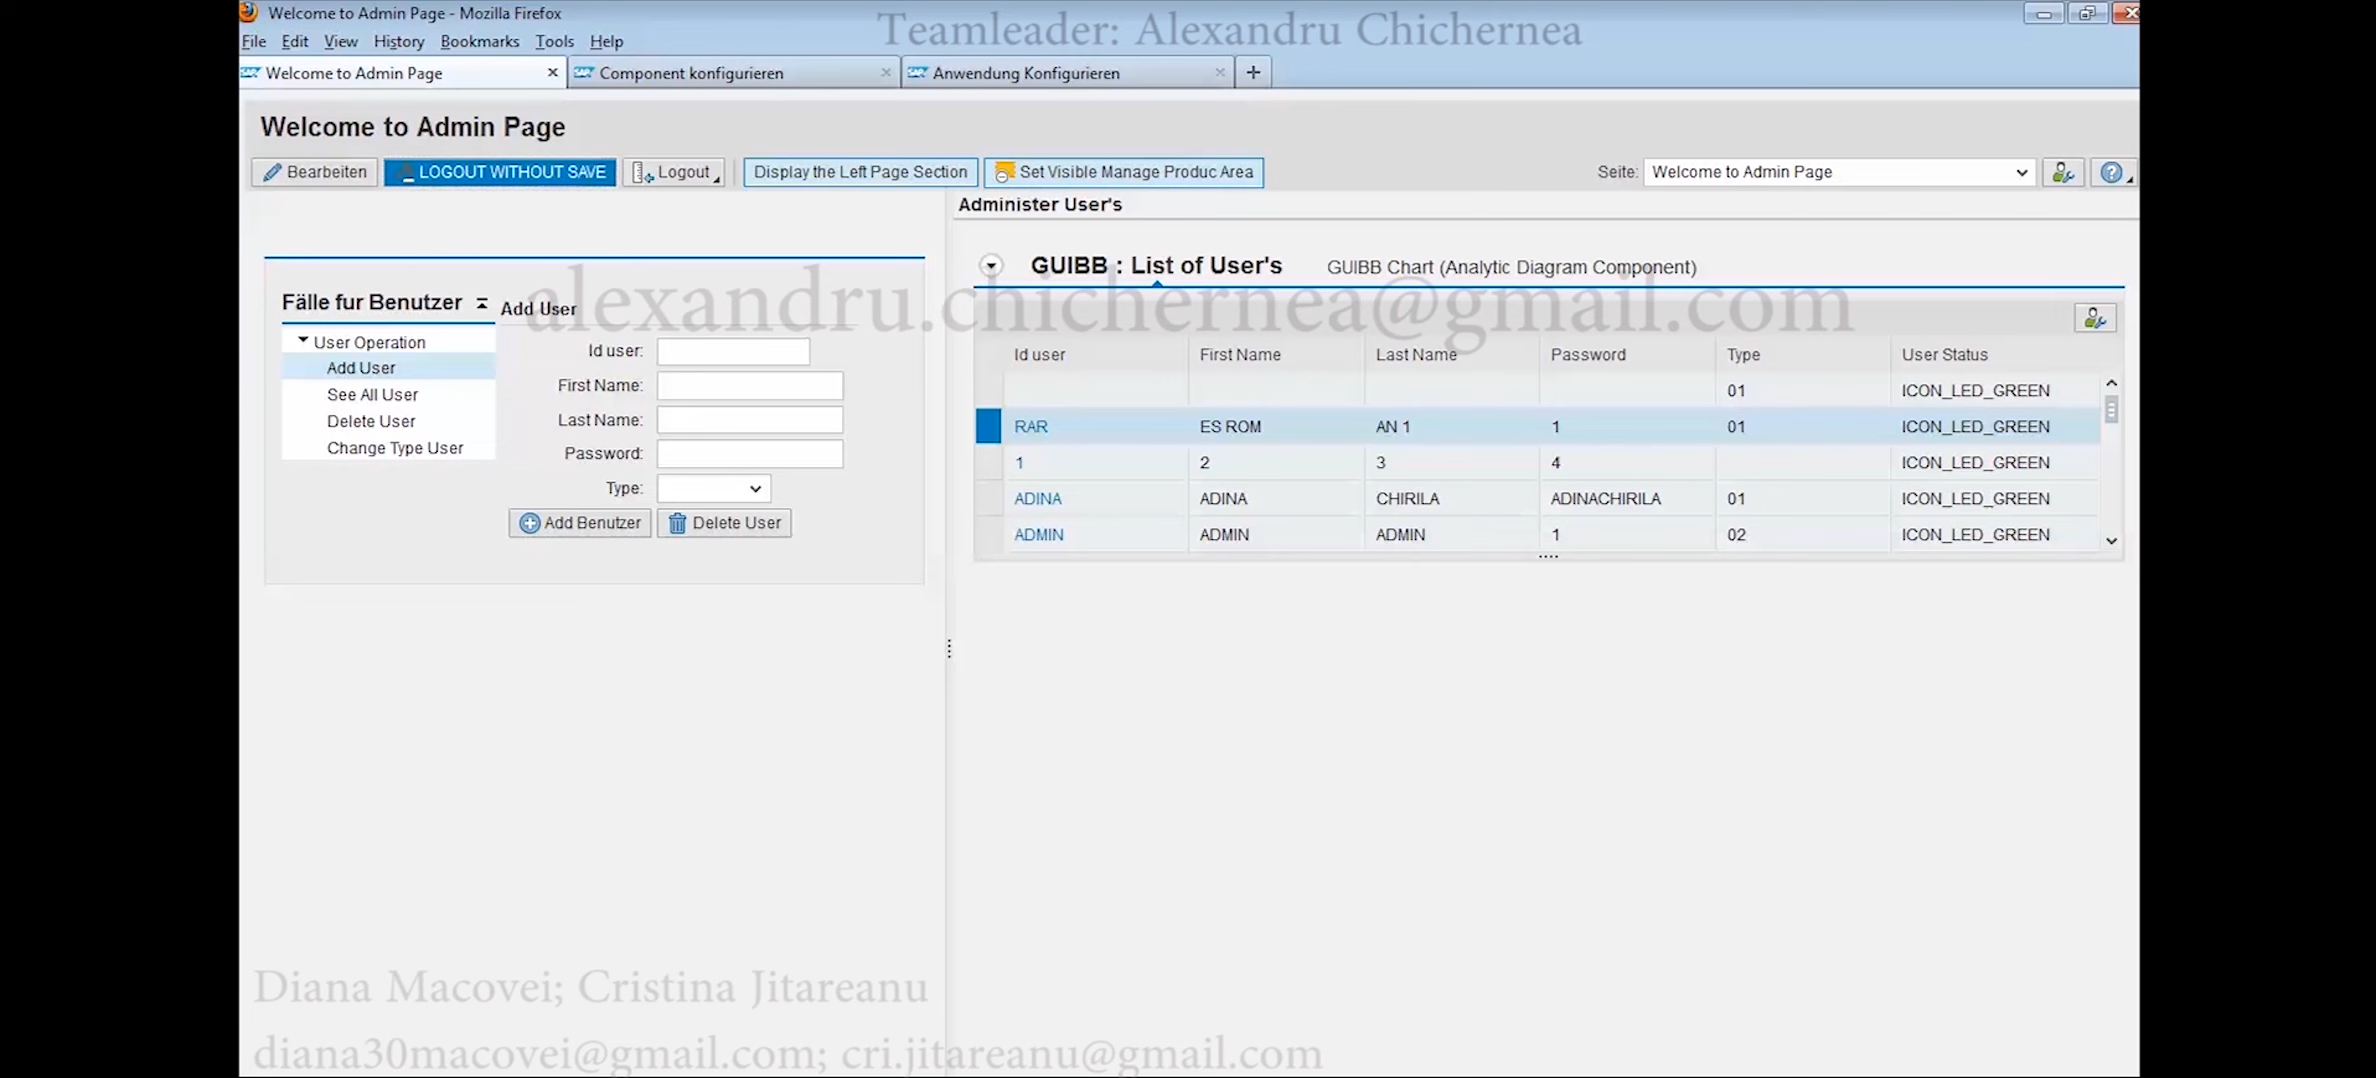 Welcome to Admin Page - Mozilla Firefox
Teamleader: Alexandru Chichernea
File Edit View History Bookmarks Tools Help
Welcome to Admin Page
Component konfigurieren
Anwendung Konfigurieren
Welcome to Admin Page
Bearbeiten LOGOUT WITHOUT SAVE Logout Display the Left Page Section Set Visible Manage Produc Area Seite: Welcome to Admin Page
Administer User's
GUIBB : List of User's GUIBB Chart (Analytic Diagram Component)
alexandru.chichernea@gmail.com
Fälle fur Benutzer
User Operation
Add User
See All User
Delete User
Change Type User
Add User
Id user:
First Name:
Last Name:
Password:
Type:
Add Benutzer Delete User
Id user First Name Last Name Password Type User Status
01 ICON_LED_GREEN
RAR ES ROM AN 1 1 01 ICON_LED_GREEN
1 2 3 4 ICON_LED_GREEN
ADINA ADINA CHIRILA ADINACHIRILA 01 ICON_LED_GREEN
ADMIN ADMIN ADMIN 1 02 ICON_LED_GREEN
Diana Macovei; Cristina Jitareanu
diana30macovei@gmail.com; cri.jitareanu@gmail.com